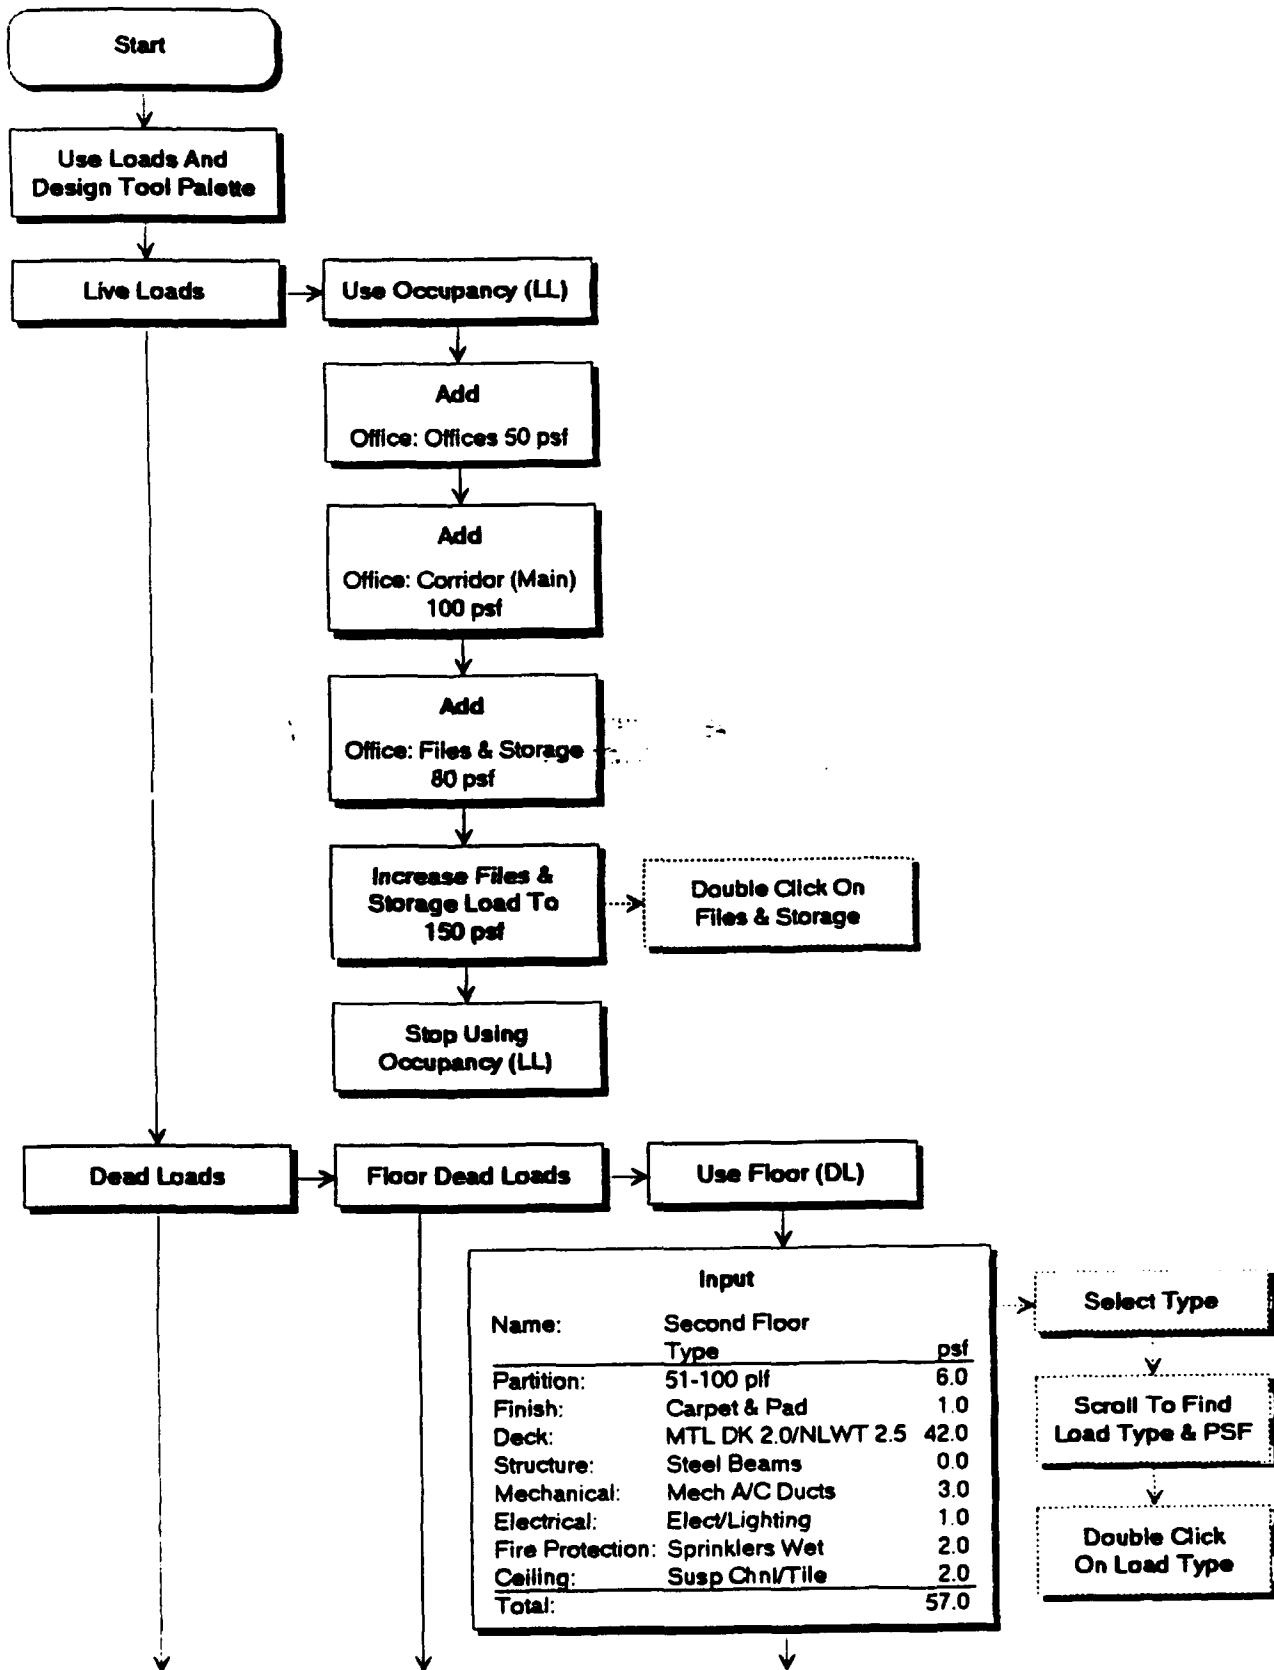 Start
Use Loads And
Design Tool Palette
Live Loads
Use Occupancy (LL)
Add
Office: Offices 50 psf
Add
Office: Corridor (Main)
100 psf
Add
Office: Files & Storage
80 psf
Increase Files &
Storage Load To
150 psf
Double Click On
Files & Storage
Stop Using
Occupancy (LL)
Dead Loads
Floor Dead Loads
Use Floor (DL)
Input
Name: Second Floor
Type psf
Partition: 51-100 plf 6.0
Finish: Carpet & Pad 1.0
Deck: MTL DK 2.0/NLWT 2.5 42.0
Structure: Steel Beams 0.0
Mechanical: Mech A/C Ducts 3.0
Electrical: Elect/Lighting 1.0
Fire Protection: Sprinklers Wet 2.0
Ceiling: Susp Chnl/Tile 2.0
Total: 57.0
Select Type
Scroll To Find
Load Type & PSF
Double Click
On Load Type